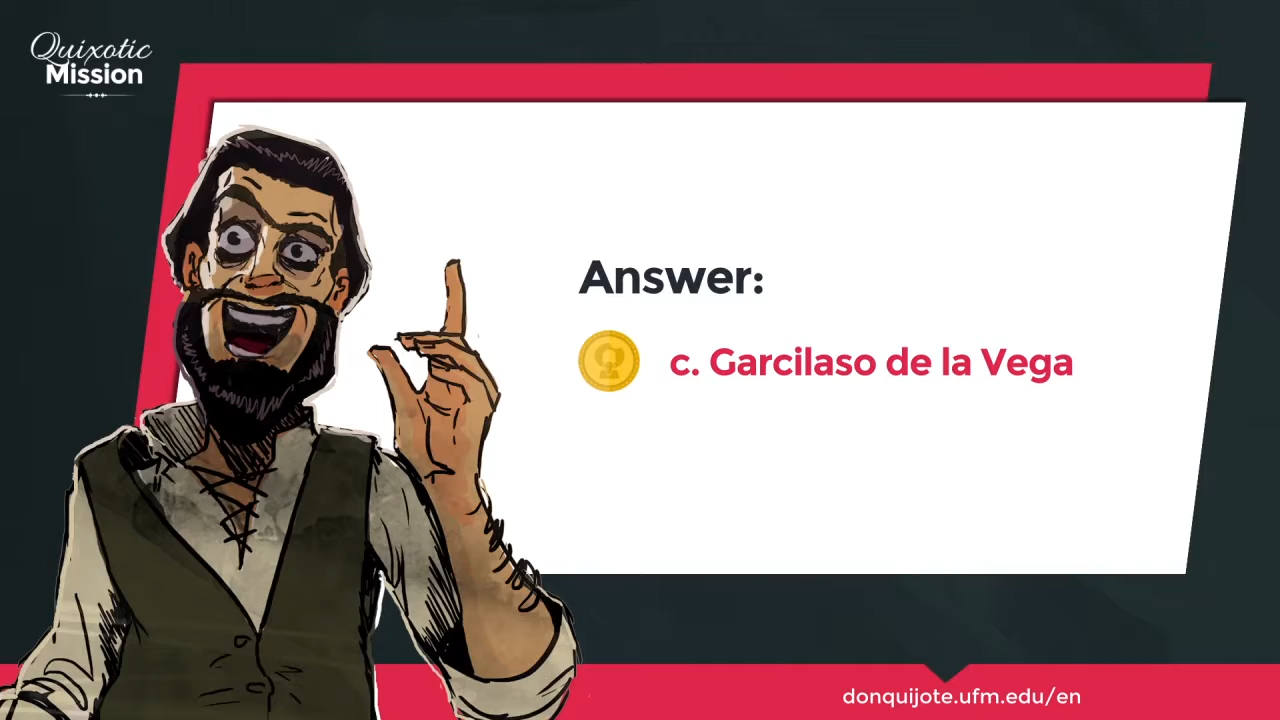 Quixotic
Mission
Answer:
c. Garcilaso de la Vega
donquijote.ufm.edu/en